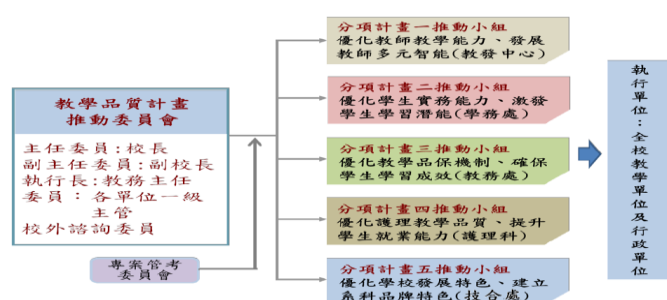 教學品質計畫
推動委員會
主任委員:校長
副主任委員:副校長
執行長:教務主任
委員：各單位一級
主管
校外諮詢委員
專案管考
委員會
分項計畫一推動小組
優化教師教學能力、發展
教師多元智能(教發中心)
分項計畫二推動小組
優化學生實務能力、激發
學生學習潛能(學務處)
分項計畫三推動小組
優化教學品保機制、確保
學生學習成效(教務處)
分項計畫四推動小組
優化護理教學品質、提升
學生就業能力(護理科)
分項計畫五推動小組
優化學校發展特色、建立
系科品牌特色(技合處)
執行單位：全校教學單位及行政單位